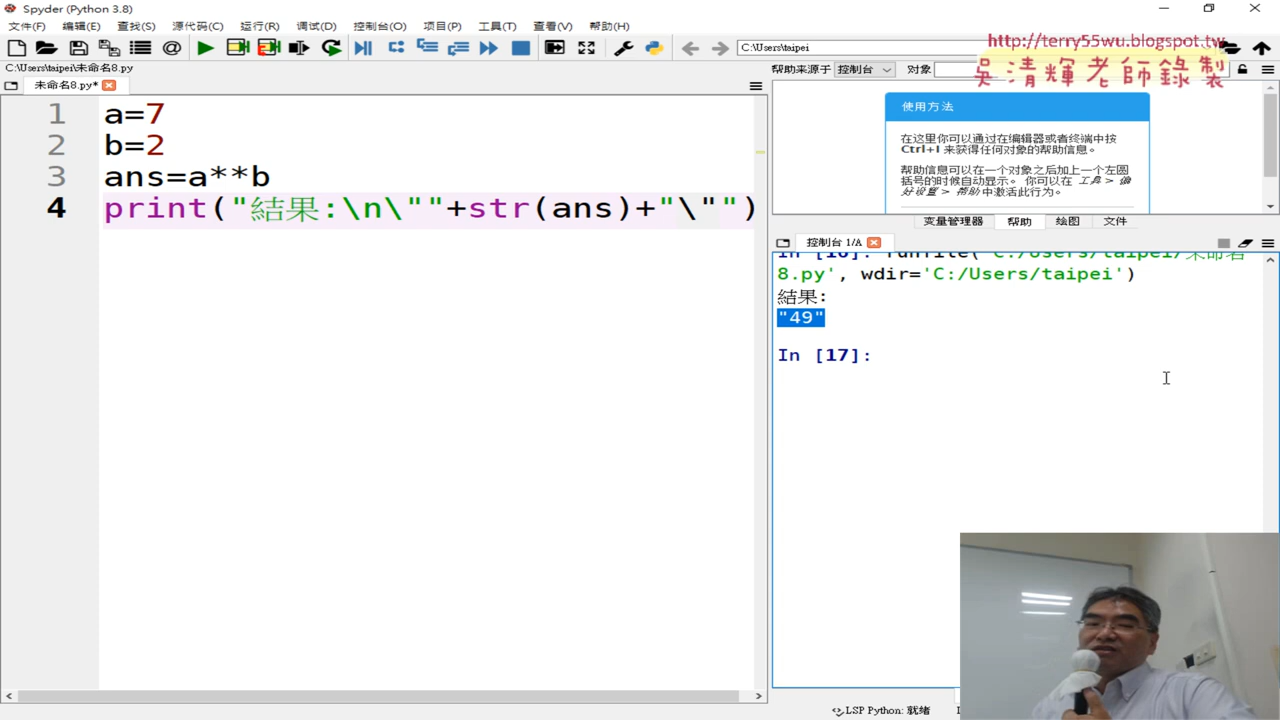 Spyder (Python 3.8)
文件(F) 编辑(E) 查找(S) 源代码(C) 运行(R) 调试(D) 控制台(O) 项目(P) 工具(T) 查看(V) 帮助(H)
C:\Users\taipei
http://terry55wu.blogspot.tw
吳清輝老師錄製
C:\Users\taipei\未命名8.py
未命名8.py*
1 a=7
2 b=2
3 ans=a**b
4 print("結果:\n\""+str(ans)+"\"")
帮助来源于 控制台 对象
使用方法
在这里你可以通过在编辑器或者终端中按
Ctrl+I 来获得任何对象的帮助信息。
帮助信息可以在一个对象之后加上一个左圆
括号的时候自动显示。 你可以在 工具 > 偏
好设置 > 帮助 中激活此行为。
变量管理器 帮助 绘图 文件
控制台 1/A
In [16]: runfile('C:/Users/taipei/未命名
8.py', wdir='C:/Users/taipei')
結果:
"49"
In [17]:
LSP Python: 就绪